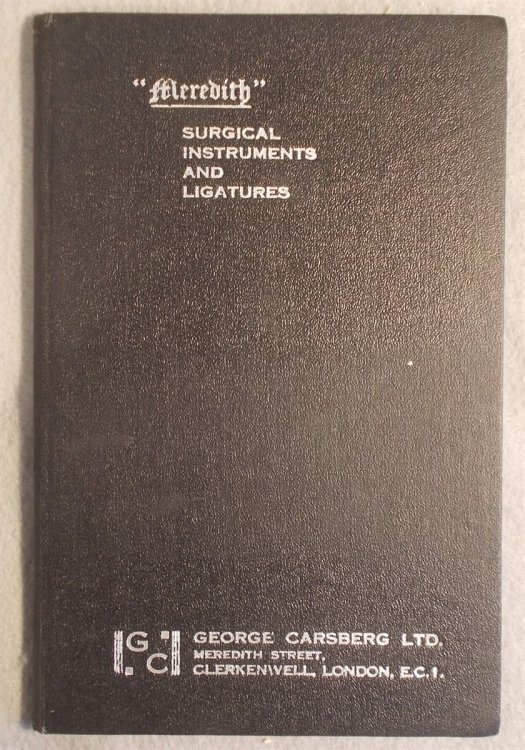 "Meredith"
SURGICAL
INSTRUMENTS
AND
LIGATURES
G
C
GEORGE CARSBERG LTD.
MEREDITH STREET,
CLERKENWELL, LONDON, E.C.1.